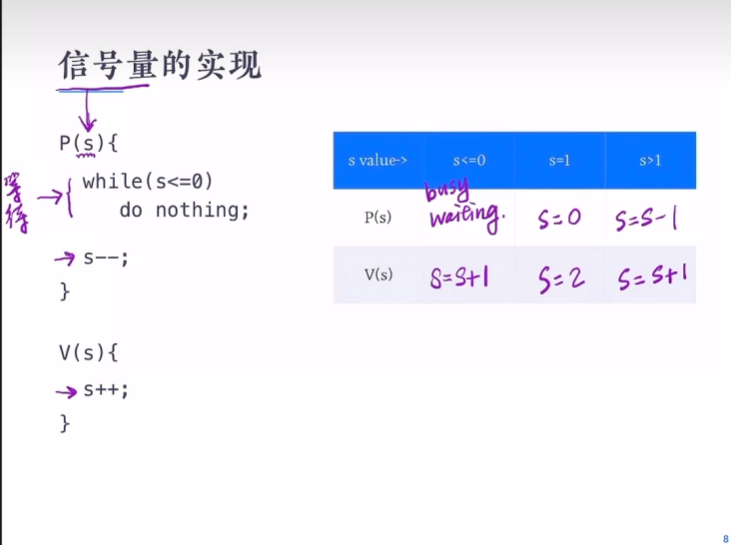 信号量的实现
P(s){
等待
while(s<=0)
do nothing;
s--;
}
V(s){
s++;
}
s value-> s<=0 s=1 s>1
P(s) busy waiting. S=0 S=S-1
V(s) S=S+1 S=2 S=S+1
8